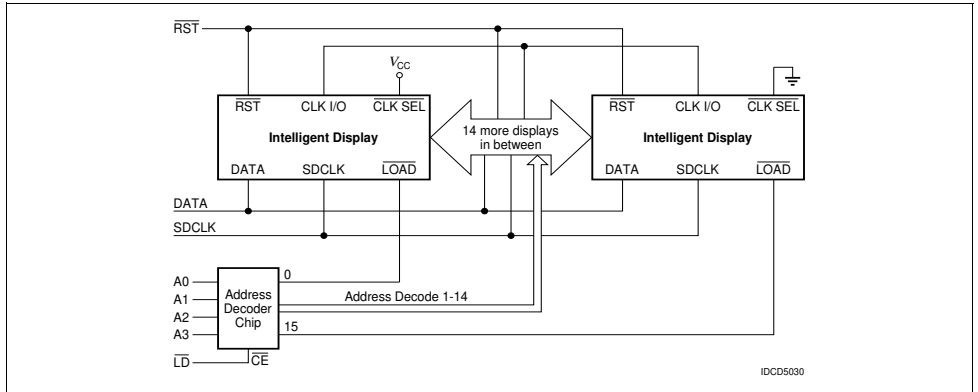 RST
VCC
RST
CLK I/O
CLK SEL
Intelligent Display
DATA
SDCLK
LOAD
14 more displays
in between
RST
CLK I/O
CLK SEL
Intelligent Display
DATA
SDCLK
LOAD
DATA
SDCLK
A0
A1
A2
A3
LD
Address
Decoder
Chip
CE
0
Address Decode 1-14
15
IDCD5030